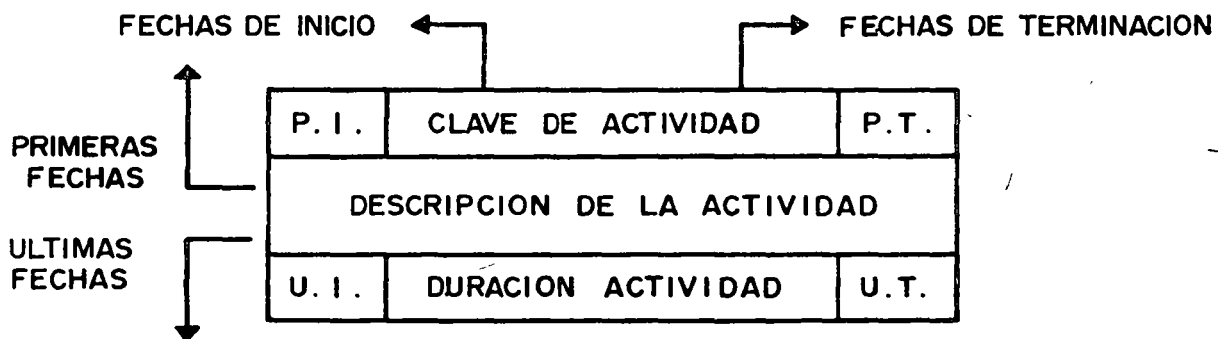 FECHAS DE INICIO
FECHAS DE TERMINACION
PRIMERAS
FECHAS
P. I.
CLAVE DE ACTIVIDAD
P.T.
DESCRIPCION DE LA ACTIVIDAD
ULTIMAS
FECHAS
U. I.
DURACION ACTIVIDAD
U.T.